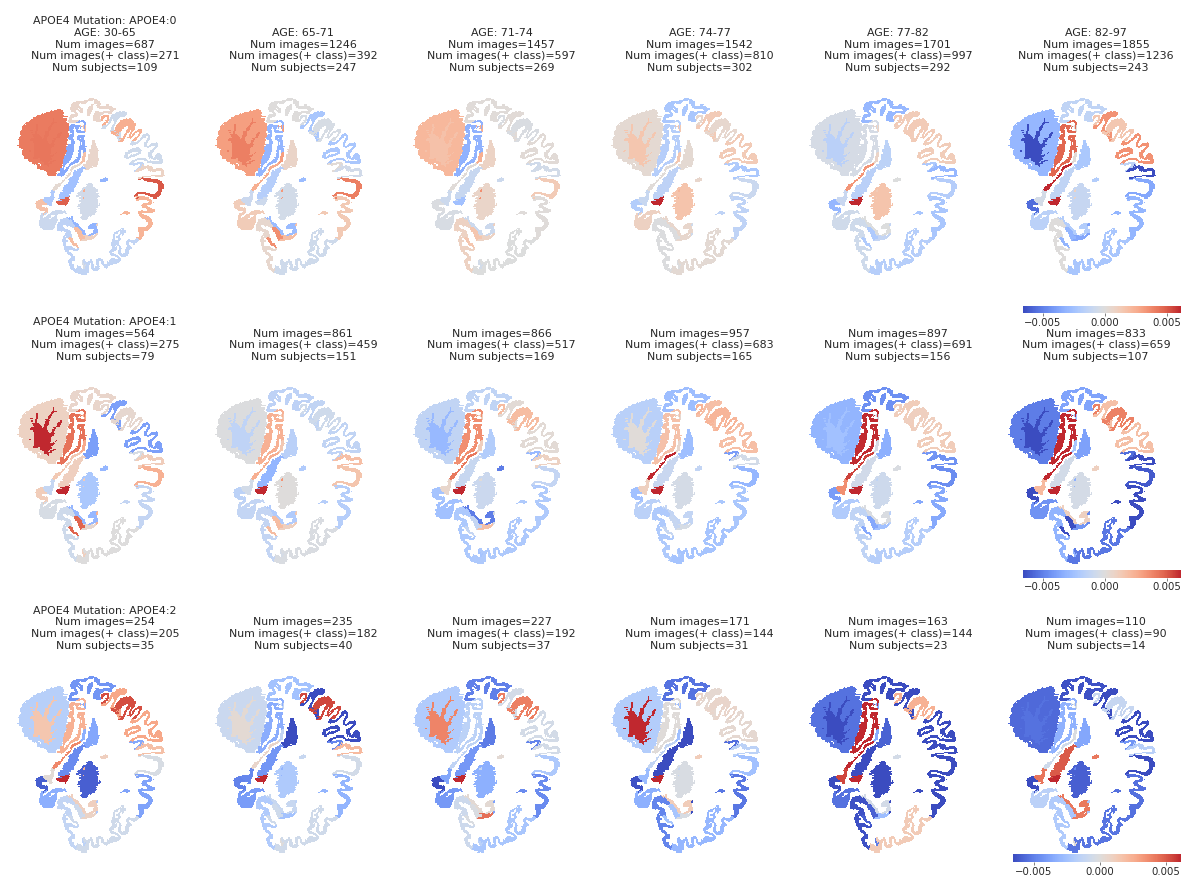 APOE4 Mutation: APOE4:0
AGE: 30-65
Num images=687
Num images(+ class)=271
Num subjects=109
AGE: 65-71
Num images=1246
Num images(+ class)=392
Num subjects=247
AGE: 71-74
Num images=1457
Num images(+ class)=597
Num subjects=269
AGE: 74-77
Num images=1542
Num images(+ class)=810
Num subjects=302
AGE: 77-82
Num images=1701
Num images(+ class)=997
Num subjects=292
AGE: 82-97
Num images=1855
Num images(+ class)=1236
Num subjects=243
−0.005 0.000 0.005
APOE4 Mutation: APOE4:1
Num images=564
Num images(+ class)=275
Num subjects=79
Num images=861
Num images(+ class)=459
Num subjects=151
Num images=866
Num images(+ class)=517
Num subjects=169
Num images=957
Num images(+ class)=683
Num subjects=165
Num images=897
Num images(+ class)=691
Num subjects=156
Num images=833
Num images(+ class)=659
Num subjects=107
−0.005 0.000 0.005
APOE4 Mutation: APOE4:2
Num images=254
Num images(+ class)=205
Num subjects=35
Num images=235
Num images(+ class)=182
Num subjects=40
Num images=227
Num images(+ class)=192
Num subjects=37
Num images=171
Num images(+ class)=144
Num subjects=31
Num images=163
Num images(+ class)=144
Num subjects=23
Num images=110
Num images(+ class)=90
Num subjects=14
−0.005 0.000 0.005